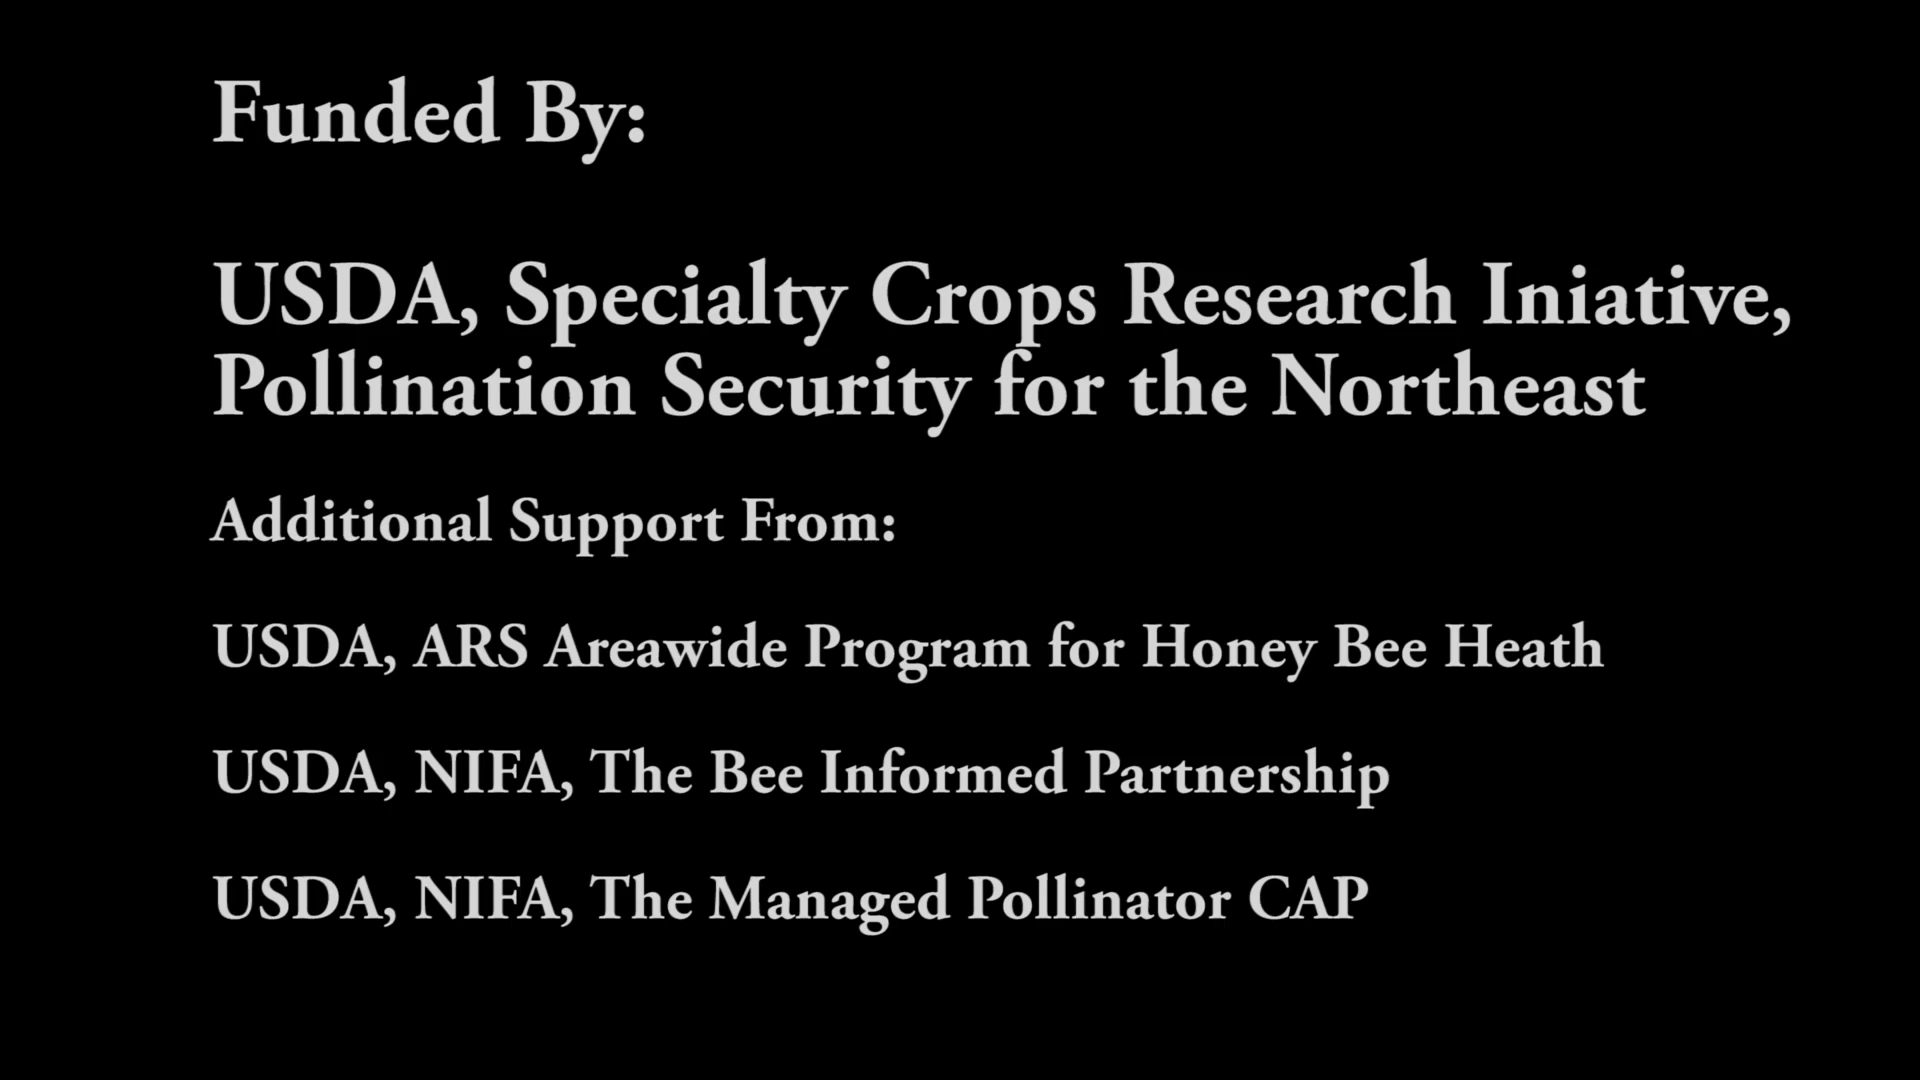 Funded By:
USDA, Specialty Crops Research Iniative,
Pollination Security for the Northeast
Additional Support From:
USDA, ARS Areawide Program for Honey Bee Heath
USDA, NIFA, The Bee Informed Partnership
USDA, NIFA, The Managed Pollinator CAP